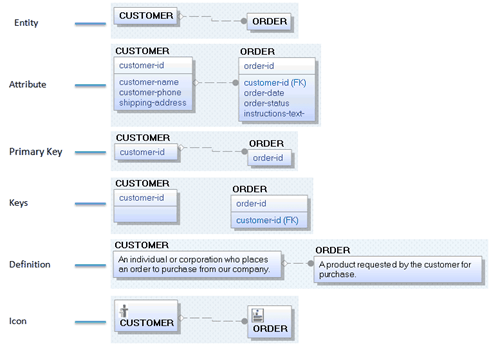 Entity
CUSTOMER
ORDER
Attribute
CUSTOMER
customer-id
customer-name
customer-phone
shipping-address
ORDER
order-id
customer-id (FK)
order-date
order-status
instructions-text-
Primary Key
CUSTOMER
customer-id
ORDER
order-id
Keys
CUSTOMER
customer-id
ORDER
order-id
customer-id (FK)
Definition
CUSTOMER
An individual or corporation who places
an order to purchase from our company.
ORDER
A product requested by the customer for
purchase.
Icon
CUSTOMER
ORDER